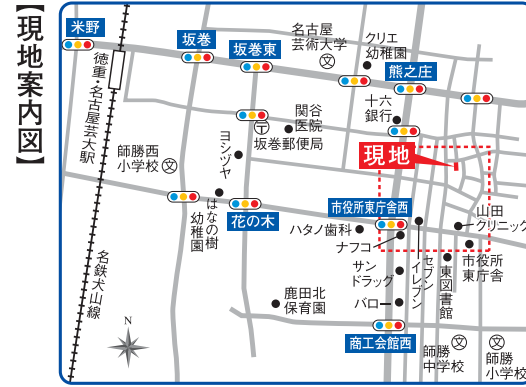 【現地案内図】
米野
坂巻
坂巻東
名古屋
芸術大学
クリエ
幼稚園
熊之庄
徳重・名古屋芸大駅
十六
銀行
関谷
医院
坂巻郵便局
ヨシヅヤ
師勝西
小学校
現地
はなの樹
幼稚園
花の木
市役所東庁舎西
山田
クリニック
ハタノ歯科
ナフコ
市役所
東庁舎
セブン
イレブン
東図書館
サン
ドラッグ
バロー
名鉄犬山線
鹿田北
保育園
商工会館西
師勝
中学校
師勝
小学校
N